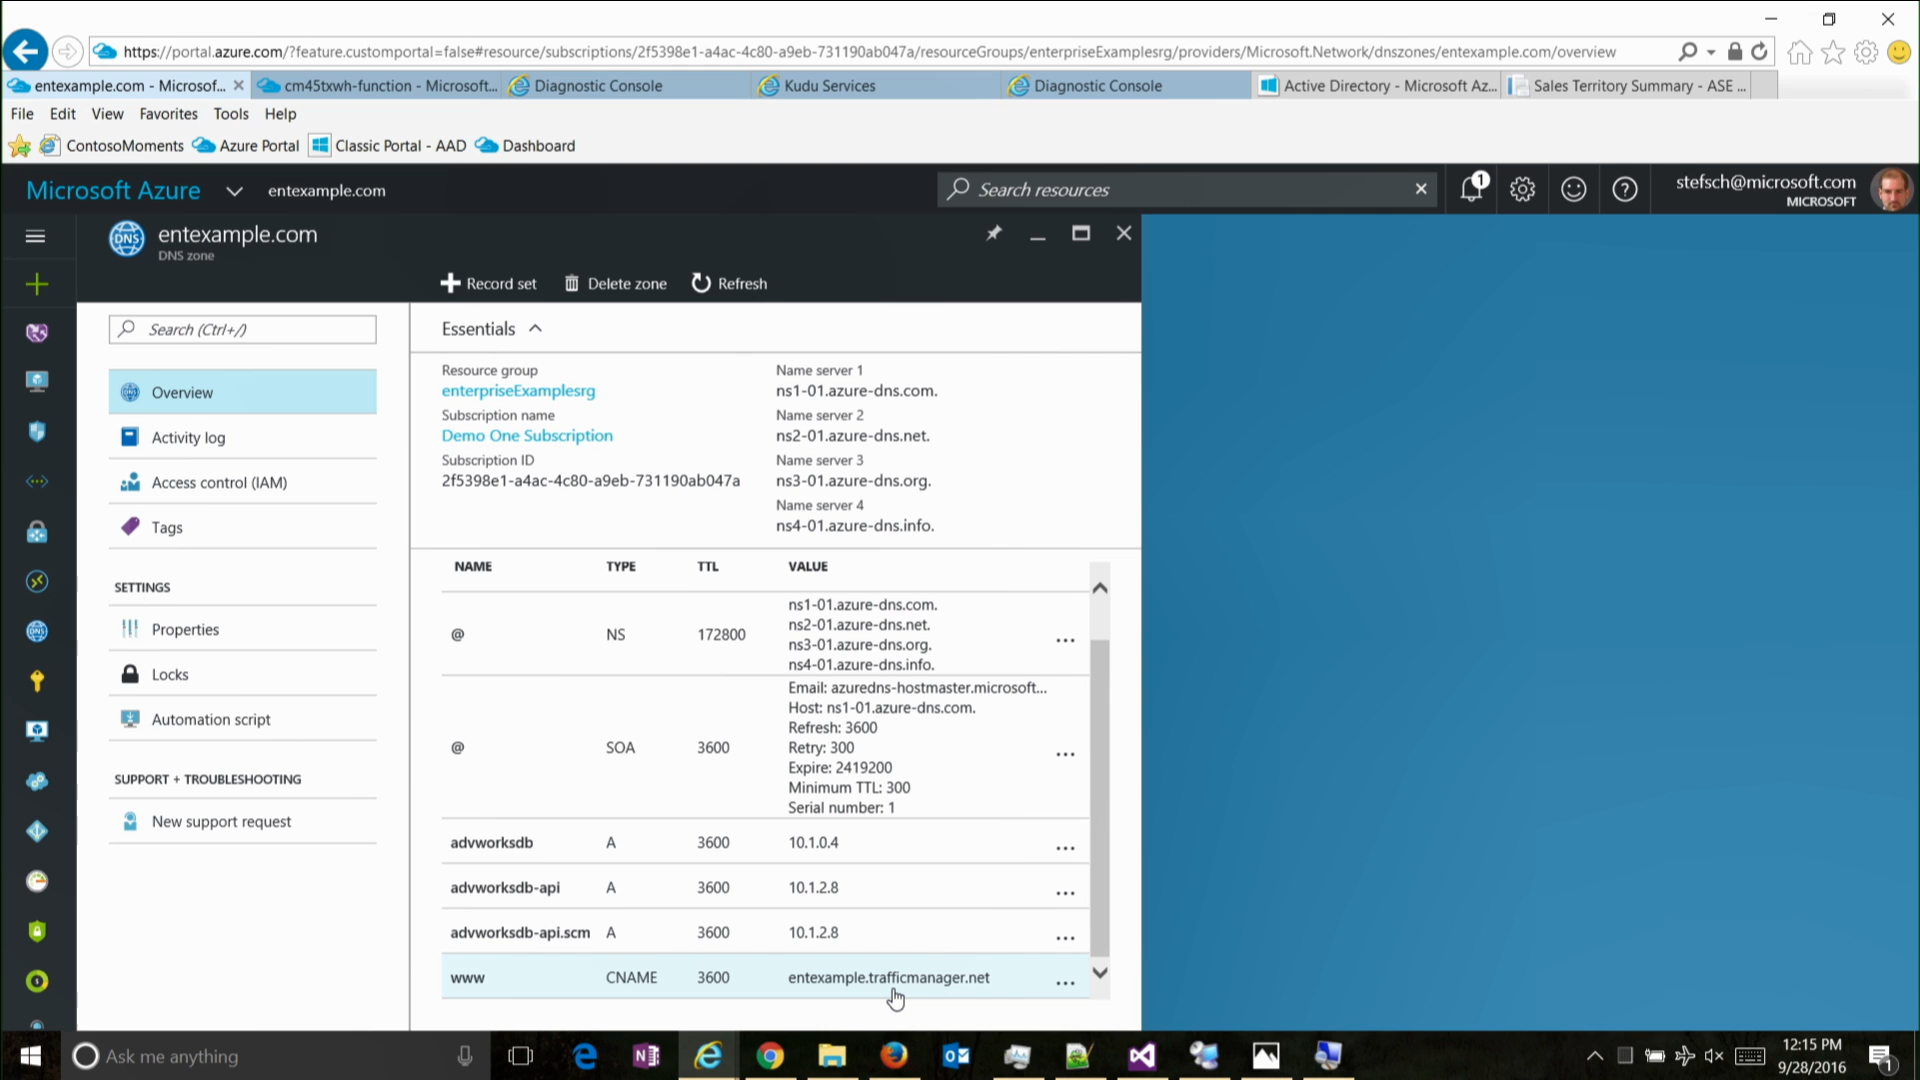 https://portal.azure.com/?feature.customportal=false#resource/subscriptions/2f5398e1-a4ac-4c80-a9eb-731190ab047a/resourceGroups/enterpriseExamplesrg/providers/Microsoft.Network/dnszones/entexample.com/overview
entexample.com - Microsof... cm45txwh-function - Microsoft... Diagnostic Console Kudu Services Diagnostic Console Active Directory - Microsoft Az... Sales Territory Summary - ASE ...
File Edit View Favorites Tools Help
ContosoMoments Azure Portal Classic Portal - AAD Dashboard
Microsoft Azure entexample.com Search resources 1 stefsch@microsoft.com
MICROSOFT
DNS entexample.com
DNS zone
Record set Delete zone Refresh
Search (Ctrl+/)
Overview
Activity log
Access control (IAM)
Tags
SETTINGS
Properties
Locks
Automation script
SUPPORT + TROUBLESHOOTING
New support request
Essentials
Resource group
enterpriseExamplesrg
Subscription name
Demo One Subscription
Subscription ID
2f5398e1-a4ac-4c80-a9eb-731190ab047a
Name server 1
ns1-01.azure-dns.com.
Name server 2
ns2-01.azure-dns.net.
Name server 3
ns3-01.azure-dns.org.
Name server 4
ns4-01.azure-dns.info.
NAME TYPE TTL VALUE
@ NS 172800 ns1-01.azure-dns.com.
ns2-01.azure-dns.net.
ns3-01.azure-dns.org.
ns4-01.azure-dns.info.
@ SOA 3600 Email: azuredns-hostmaster.microsoft...
Host: ns1-01.azure-dns.com.
Refresh: 3600
Retry: 300
Expire: 2419200
Minimum TTL: 300
Serial number: 1
advworksdb A 3600 10.1.0.4
advworksdb-api A 3600 10.1.2.8
advworksdb-api.scm A 3600 10.1.2.8
www CNAME 3600 entexample.trafficmanager.net
Ask me anything
12:15 PM
9/28/2016
1